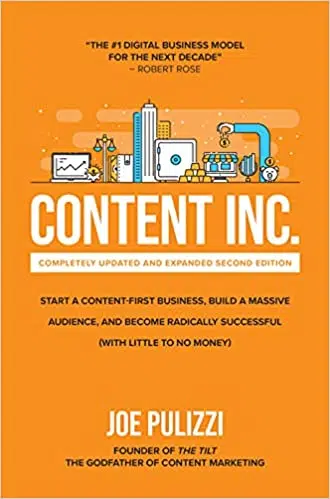 "THE #1 DIGITAL BUSINESS MODEL
FOR THE NEXT DECADE"
– ROBERT ROSE
CONTENT INC.
COMPLETELY UPDATED AND EXPANDED SECOND EDITION
START A CONTENT-FIRST BUSINESS, BUILD A MASSIVE
AUDIENCE, AND BECOME RADICALLY SUCCESSFUL
(WITH LITTLE TO NO MONEY)
JOE PULIZZI
FOUNDER OF THE TILT
THE GODFATHER OF CONTENT MARKETING